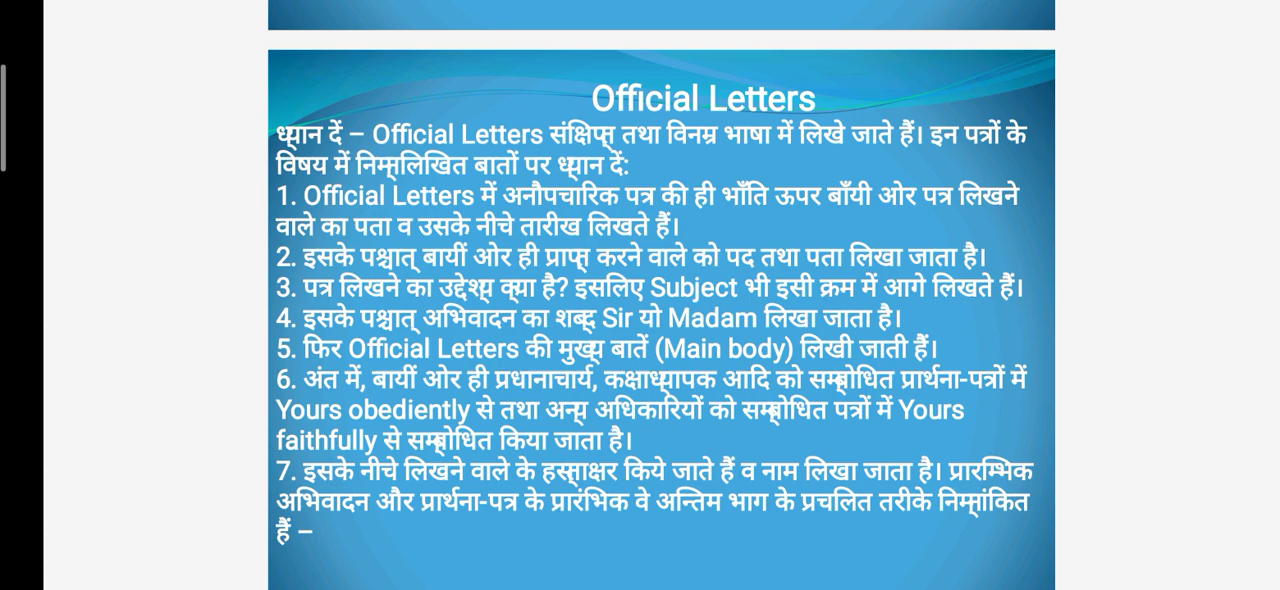 Official Letters
ध्यान दें – Official Letters संक्षिप्त तथा विनम्र भाषा में लिखे जाते हैं। इन पत्रों के
विषय में निम्नलिखित बातों पर ध्यान दें:
1. Official Letters में अनौपचारिक पत्र की ही भाँति ऊपर बाँयी ओर पत्र लिखने
वाले का पता व उसके नीचे तारीख लिखते हैं।
2. इसके पश्चात् बायीं ओर ही प्राप्त करने वाले को पद तथा पता लिखा जाता है।
3. पत्र लिखने का उद्देश्य क्या है? इसलिए Subject भी इसी क्रम में आगे लिखते हैं।
4. इसके पश्चात् अभिवादन का शब्द Sir यो Madam लिखा जाता है।
5. फिर Official Letters की मुख्य बातें (Main body) लिखी जाती हैं।
6. अंत में, बायीं ओर ही प्रधानाचार्य, कक्षाध्यापक आदि को सम्बोधित प्रार्थना-पत्रों में
Yours obediently से तथा अन्य अधिकारियों को सम्बोधित पत्रों में Yours
faithfully से सम्बोधित किया जाता है।
7. इसके नीचे लिखने वाले के हस्ताक्षर किये जाते हैं व नाम लिखा जाता है। प्रारम्भिक
अभिवादन और प्रार्थना-पत्र के प्रारंभिक वे अन्तिम भाग के प्रचलित तरीके निम्नांकित
हैं –